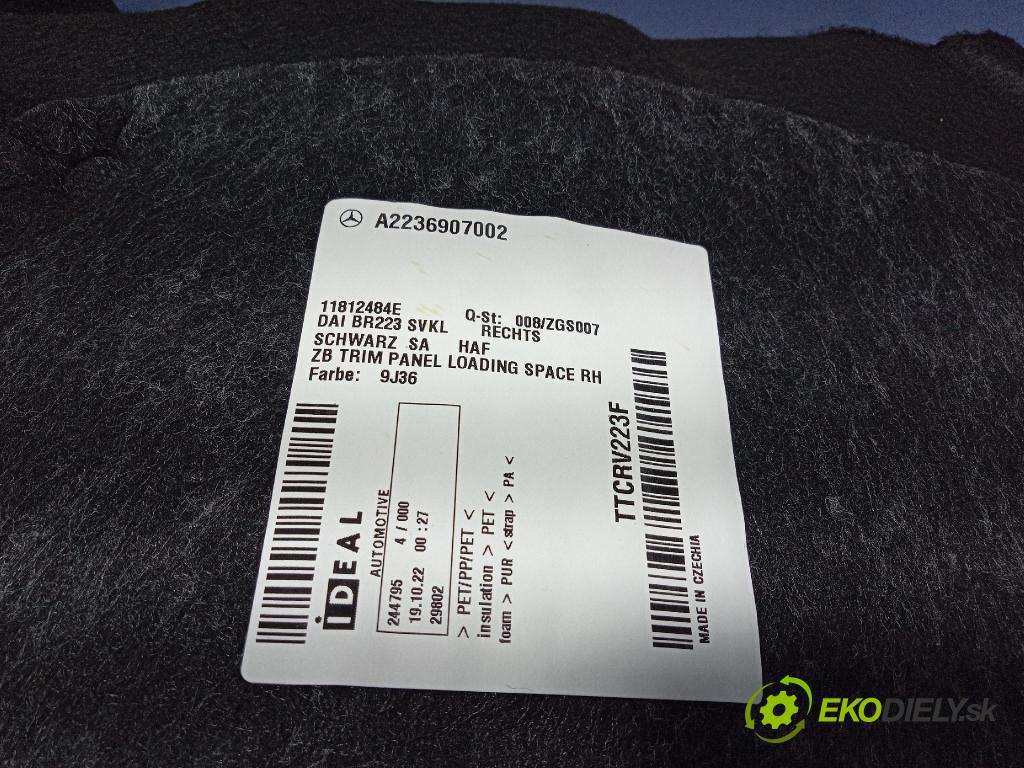 A2236907002
11812484E Q-St: 008/ZGS007
DAI BR223 SVKL RECHTS
SCHWARZ SA HAF
ZB TRIM PANEL LOADING SPACE RH
Farbe: 9J36
iDEAL
AUTOMOTIVE
244795 4 / 000
19.10.22 00 :27
29802
> PET/PP/PET <
insulation > PET <
foam > PUR < strap > PA <
TTCRV223F
MADE IN CZECHIA
EKODIELY.sk